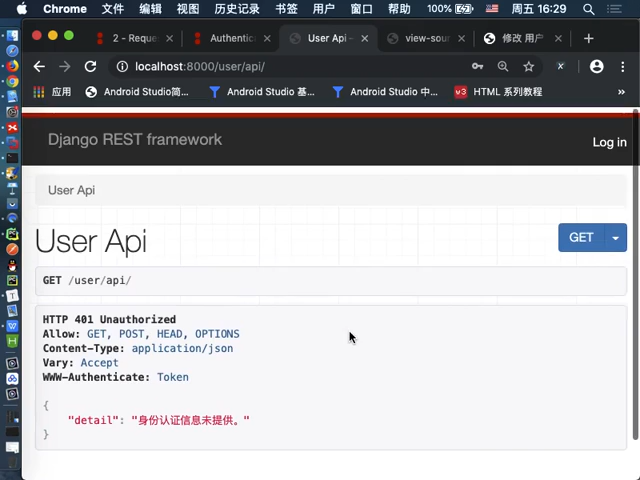 Chrome 文件 编辑 视图 历史记录 书签 用户 窗口 帮助 100% 周五 16:29
2 - Reque Authentic User Api – view-sour 修改 用户
localhost:8000/user/api/
应用 Android Studio简... Android Studio 基... Android Studio 中... v3 HTML 系列教程 »
Django REST framework
Log in
User Api
User Api
GET
GET /user/api/
HTTP 401 Unauthorized
Allow: GET, POST, HEAD, OPTIONS
Content-Type: application/json
Vary: Accept
WWW-Authenticate: Token
{
"detail": "身份认证信息未提供。"
}